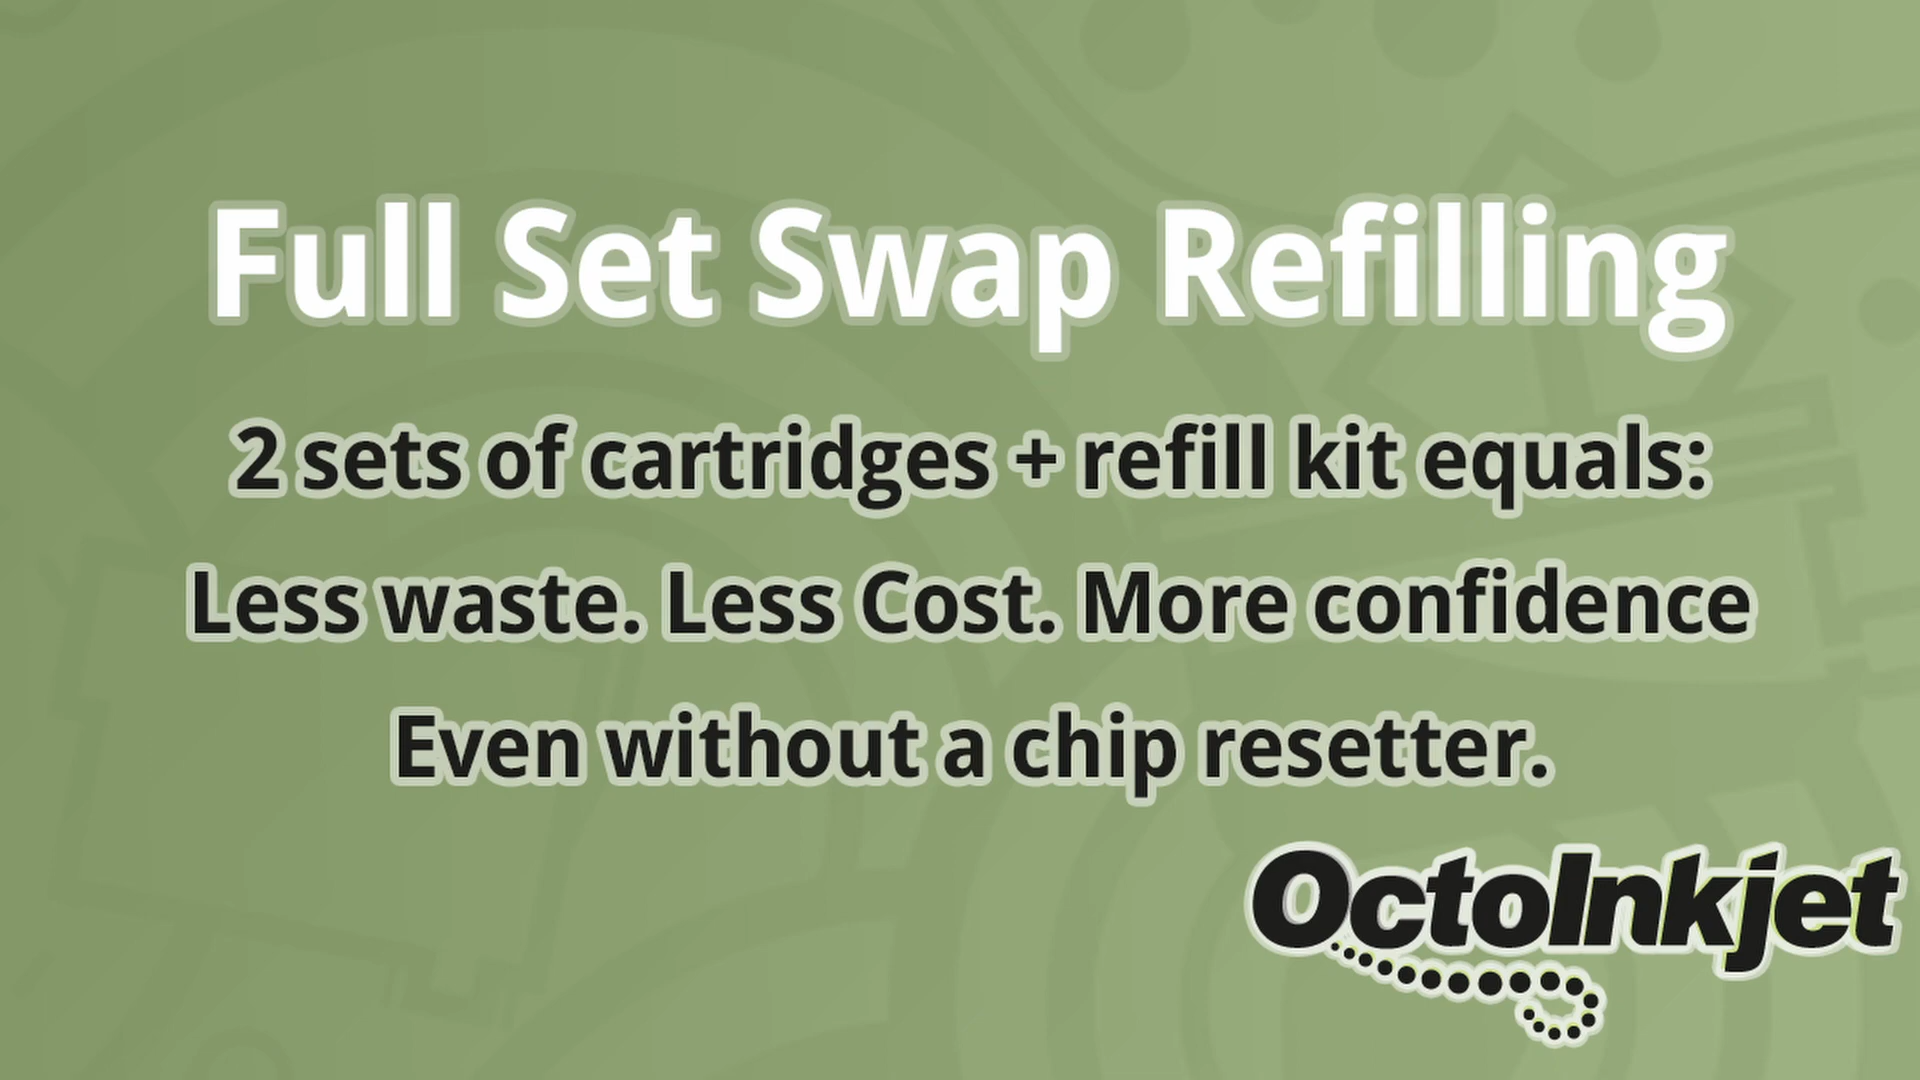 Full Set Swap Refilling
2 sets of cartridges + refill kit equals:
Less waste. Less Cost. More confidence
Even without a chip resetter.
OctoInkjet